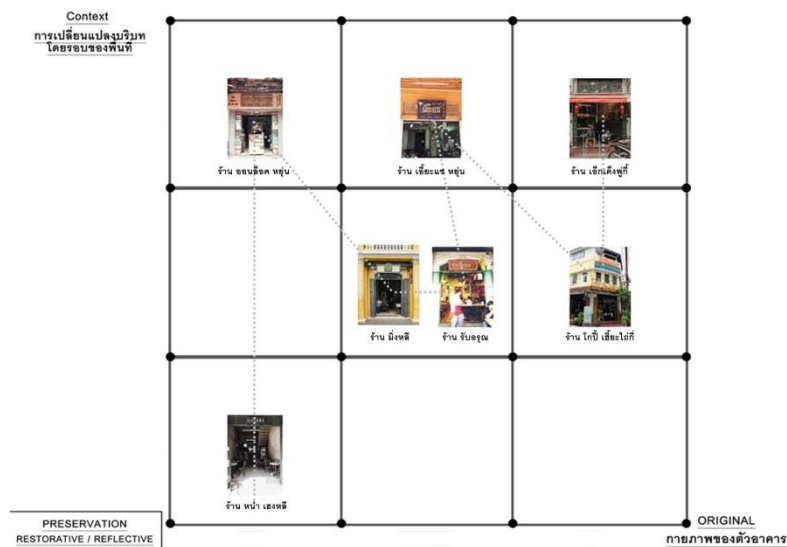 Context
การเปลี่ยนแปลงบริบท
โดยรอบของพื้นที่
ร้าน ออนล็อค หยุ่น
ร้าน เอี๊ยะแซ หยุ่น
ร้าน เอ็กเต็งผู่กี่
ร้าน มิ่งหลี
ร้าน รับอรุณ
ร้าน โกปี๊ เฮี้ยะไถ่กี่
ร้าน หน่ำ เฮงหลี
PRESERVATION
RESTORATIVE / REFLECTIVE
ORIGINAL
กายภาพของตัวอาคาร